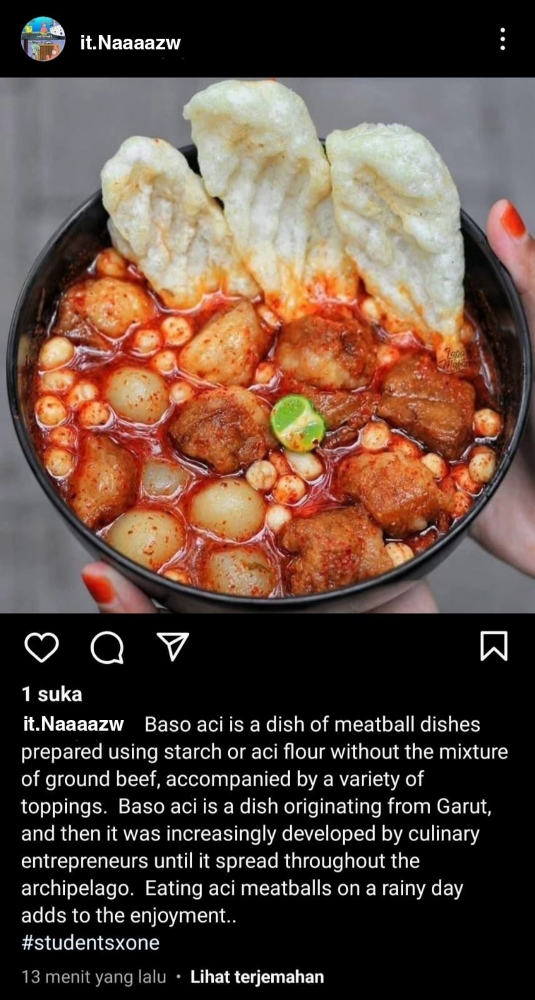 it.Naaaazw
Lapar
Makan
1 suka
it.Naaaazw Baso aci is a dish of meatball dishes
prepared using starch or aci flour without the mixture
of ground beef, accompanied by a variety of
toppings. Baso aci is a dish originating from Garut,
and then it was increasingly developed by culinary
entrepreneurs until it spread throughout the
archipelago. Eating aci meatballs on a rainy day
adds to the enjoyment..
#studentsxone
13 menit yang lalu • Lihat terjemahan